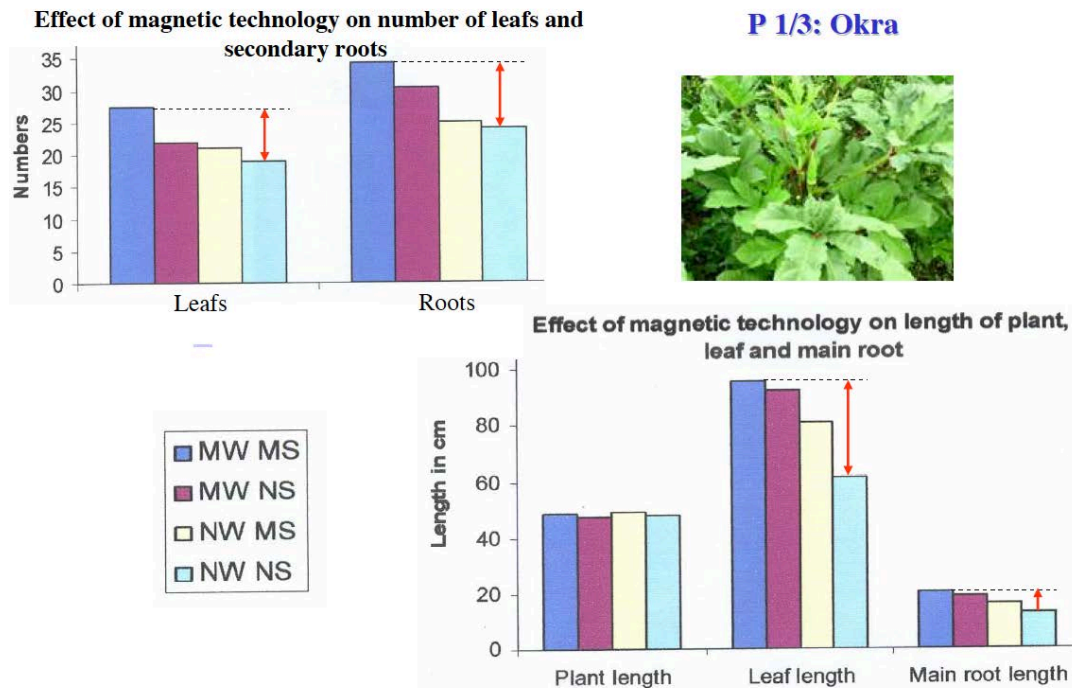 Effect of magnetic technology on number of leafs and
secondary roots
P 1/3: Okra
35
30
25
20
15
10
5
0
Numbers
Leafs
Roots
Effect of magnetic technology on length of plant,
leaf and main root
100
80
60
40
20
0
Length in cm
Plant length
Leaf length
Main root length
MW MS
MW NS
NW MS
NW NS